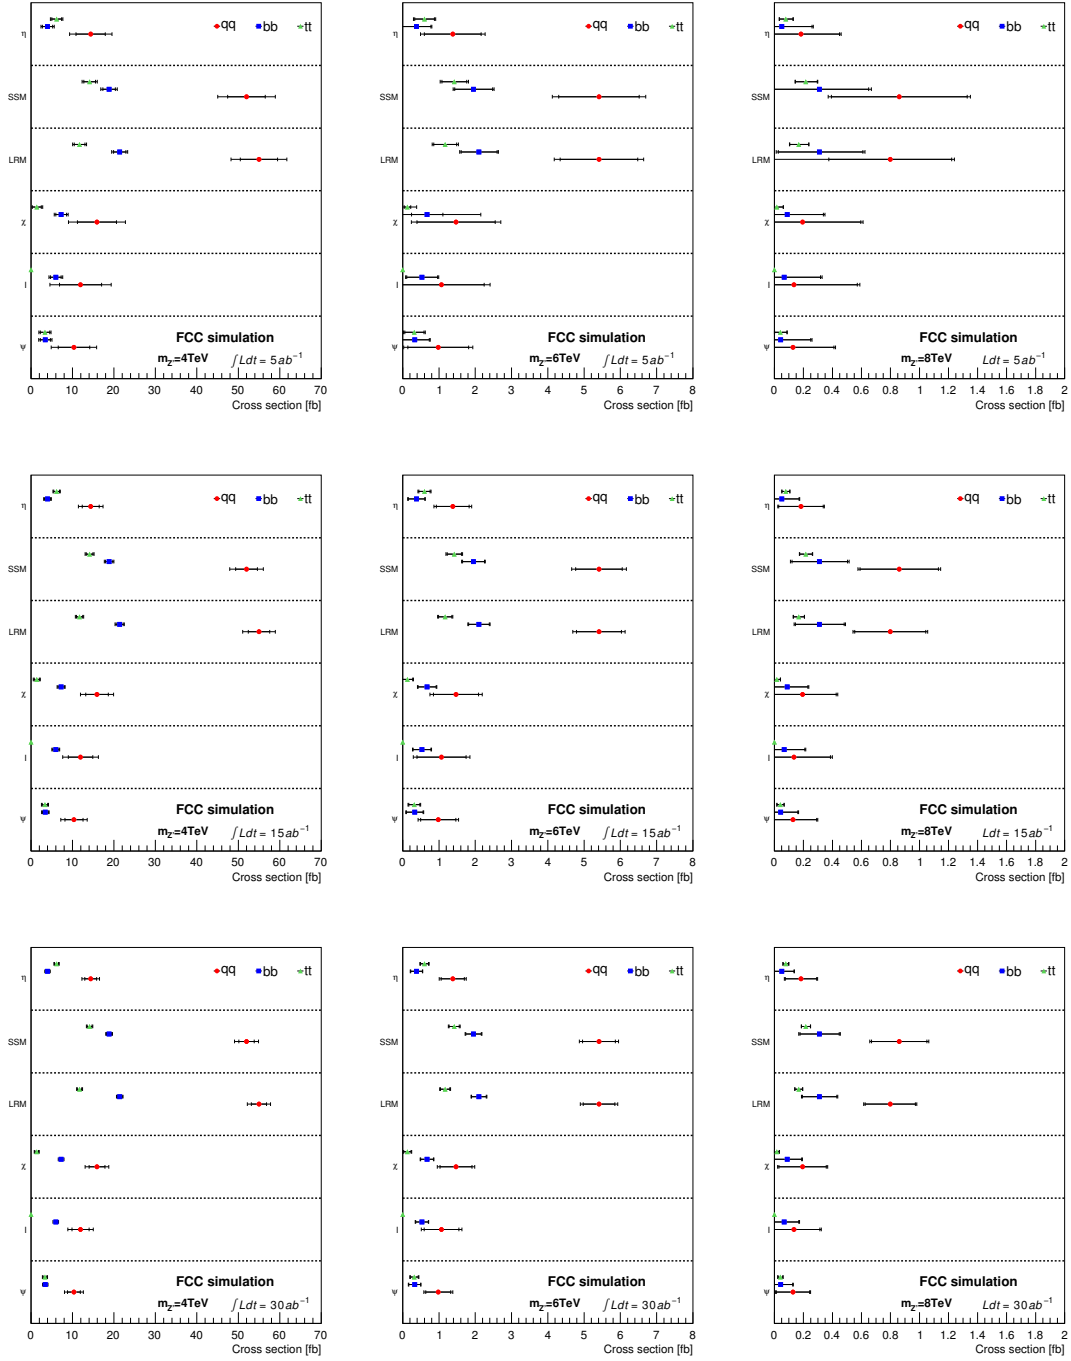 η qq bb tt
SSM
LRM
χ
I
FCC simulation
ψ m_Z'=4TeV ∫Ldt = 5ab⁻¹
0 10 20 30 40 50 60 70
Cross section [fb]
η qq bb tt
SSM
LRM
χ
I
FCC simulation
ψ m_Z'=6TeV ∫Ldt = 5ab⁻¹
0 1 2 3 4 5 6 7 8
Cross section [fb]
η qq bb tt
SSM
LRM
χ
I
FCC simulation
ψ m_Z'=8TeV Ldt = 5ab⁻¹
0 0.2 0.4 0.6 0.8 1 1.2 1.4 1.6 1.8 2
Cross section [fb]
η qq bb tt
SSM
LRM
χ
I
FCC simulation
ψ m_Z'=4TeV ∫Ldt = 15ab⁻¹
0 10 20 30 40 50 60 70
Cross section [fb]
η qq bb tt
SSM
LRM
χ
I
FCC simulation
ψ m_Z'=6TeV ∫Ldt = 15ab⁻¹
0 1 2 3 4 5 6 7 8
Cross section [fb]
η qq bb tt
SSM
LRM
χ
I
FCC simulation
ψ m_Z'=8TeV Ldt = 15ab⁻¹
0 0.2 0.4 0.6 0.8 1 1.2 1.4 1.6 1.8 2
Cross section [fb]
η qq bb tt
SSM
LRM
χ
I
FCC simulation
ψ m_Z'=4TeV ∫Ldt = 30ab⁻¹
0 10 20 30 40 50 60 70
Cross section [fb]
η qq bb tt
SSM
LRM
χ
I
FCC simulation
ψ m_Z'=6TeV ∫Ldt = 30ab⁻¹
0 1 2 3 4 5 6 7 8
Cross section [fb]
η qq bb tt
SSM
LRM
χ
I
FCC simulation
ψ m_Z'=8TeV Ldt = 30ab⁻¹
0 0.2 0.4 0.6 0.8 1 1.2 1.4 1.6 1.8 2
Cross section [fb]